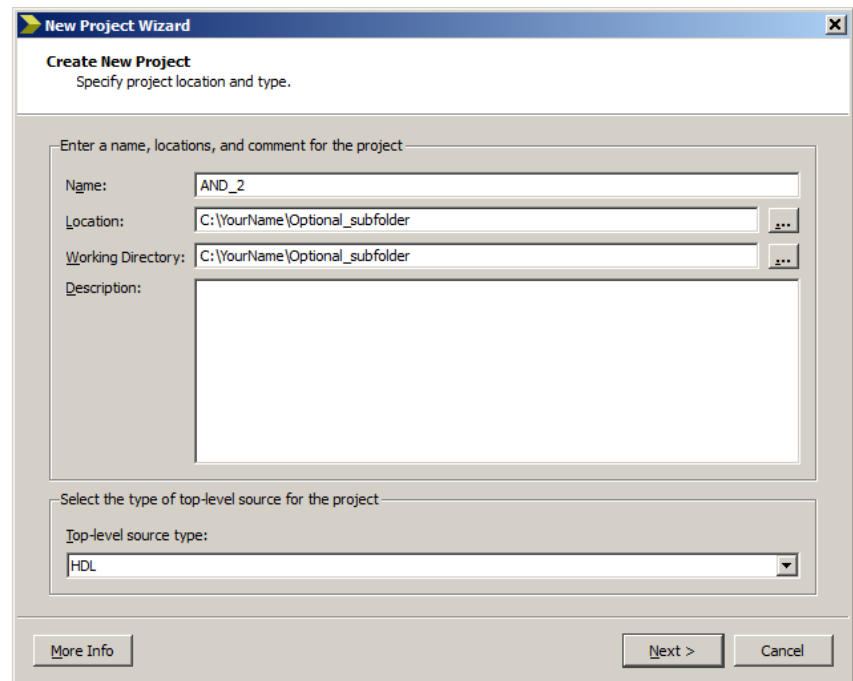 New Project Wizard
Create New Project
Specify project location and type.
Enter a name, locations, and comment for the project
Name: AND_2
Location: C:\YourName\Optional_subfolder ...
Working Directory: C:\YourName\Optional_subfolder ...
Description:
Select the type of top-level source for the project
Top-level source type:
HDL
More Info Next > Cancel